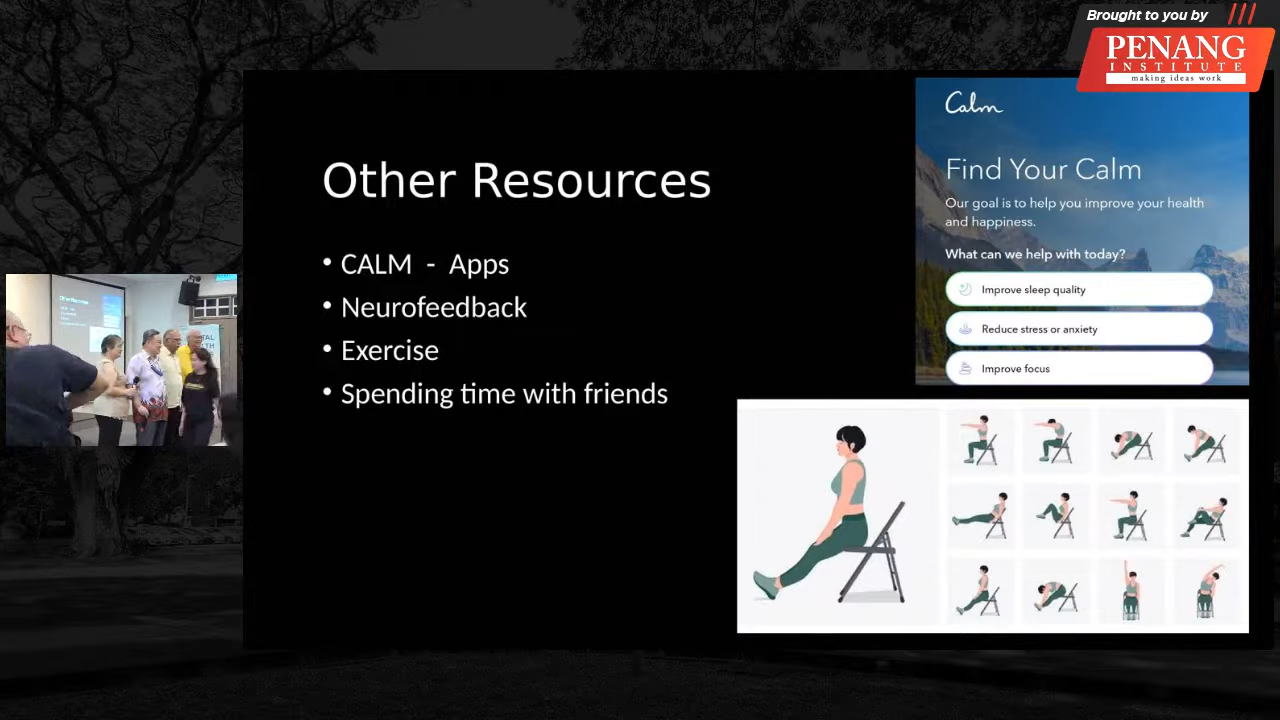 Brought to you by
PENANG
INSTITUTE
making ideas work
Other Resources
• CALM - Apps
• Neurofeedback
• Exercise
• Spending time with friends
Calm
Find Your Calm
Our goal is to help you improve your health
and happiness.
What can we help with today?
Improve sleep quality
Reduce stress or anxiety
Improve focus
Other Resources